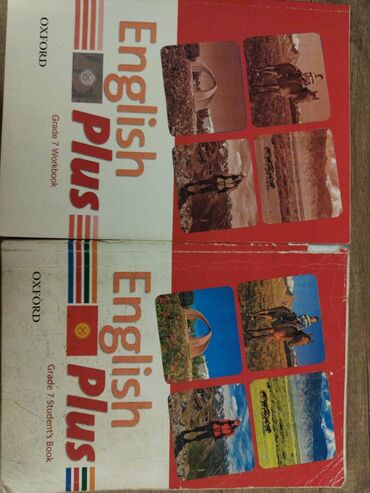 OXFORD
English
Plus
Grade 7 Workbook
OXFORD
English
Plus
Grade 7 Student's Book